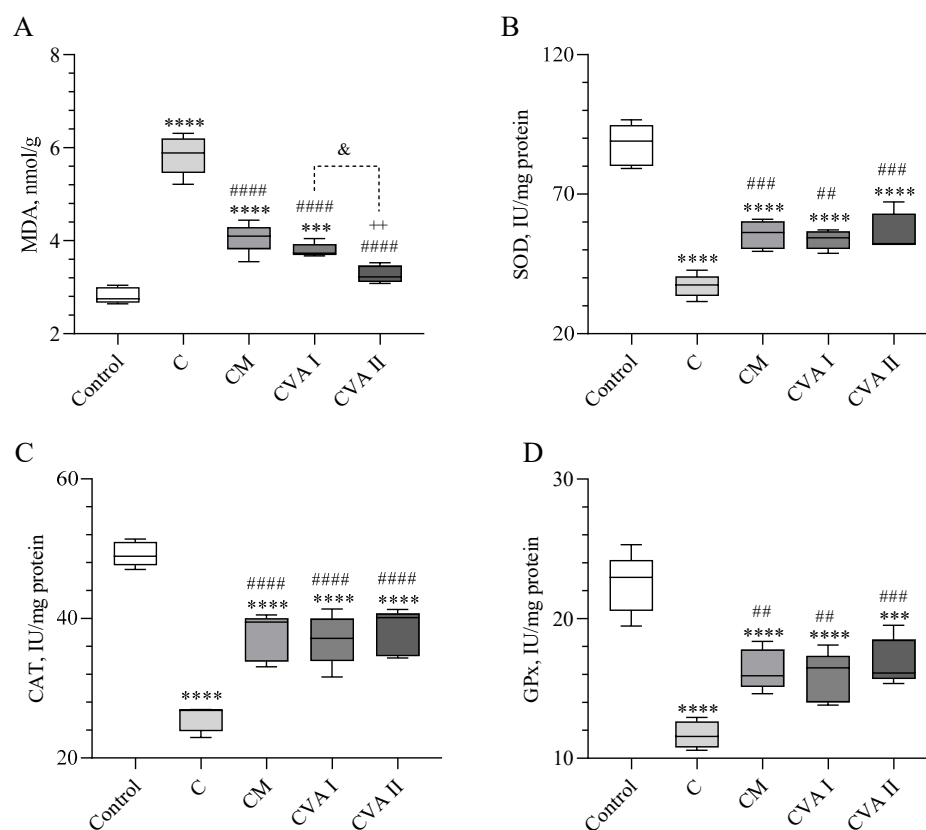 A
MDA, nmol/g
8
6
4
2
****
####
****
####
***
&
++
####
Control
C
CM
CVA I
CVA II
B
SOD, IU/mg protein
120
70
20
****
###
****
##
****
###
****
Control
C
CM
CVA I
CVA II
C
CAT, IU/mg protein
60
40
20
****
####
****
####
****
####
****
Control
C
CM
CVA I
CVA II
D
GPx, IU/mg protein
30
20
10
****
##
****
##
****
###
***
Control
C
CM
CVA I
CVA II